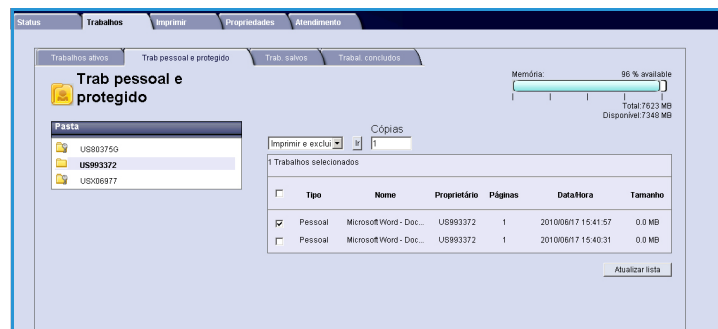 Status Trabalhos Imprimir Propriedades Atendimento
Trabalhos ativos Trab pessoal e protegido Trab. salvos Trabal. concluidos
Trab pessoal e
protegido
Memória: 96 % available
Total:7623 MB
Disponível:7348 MB
Pasta
US80375G
US993372
USX06977
Cópias
Imprimir e exclui Ir 1
1 Trabalhos selecionados
Tipo Nome Proprietário Páginas Data/Hora Tamanho
Pessoal Microsoft Word - Doc... US993372 1 2010/06/17 15:41:57 0.0 MB
Pessoal Microsoft Word - Doc... US993372 1 2010/06/17 15:40:31 0.0 MB
Atualizar lista